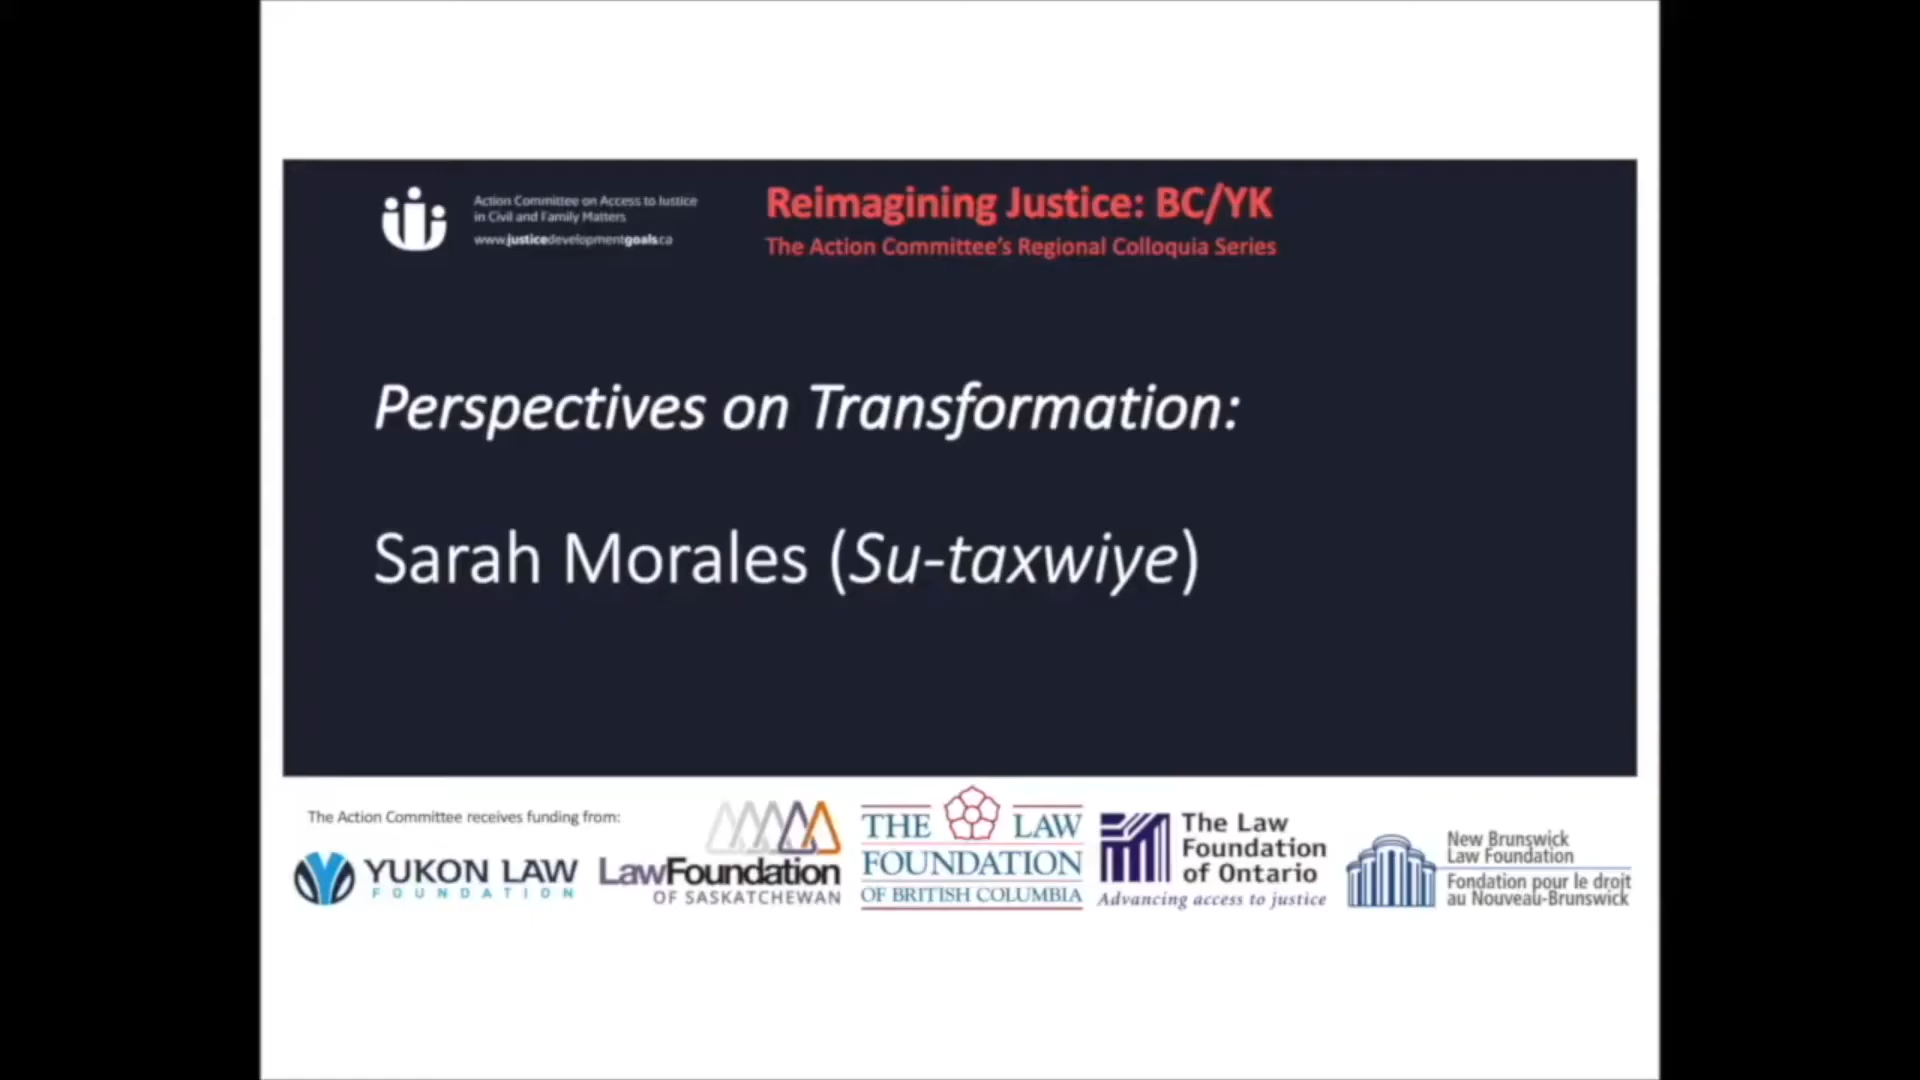 Action Committee on Access to Justice
in Civil and Family Matters
www.justicedevelopmentgoals.ca
Reimagining Justice: BC/YK
The Action Committee's Regional Colloquia Series
Perspectives on Transformation:
Sarah Morales (Su-taxwiye)
The Action Committee receives funding from:
YUKON LAW
FOUNDATION
LawFoundation
OF SASKATCHEWAN
THE LAW
FOUNDATION
OF BRITISH COLUMBIA
The Law
Foundation
of Ontario
Advancing access to justice
New Brunswick
Law Foundation
Fondation pour le droit
au Nouveau-Brunswick